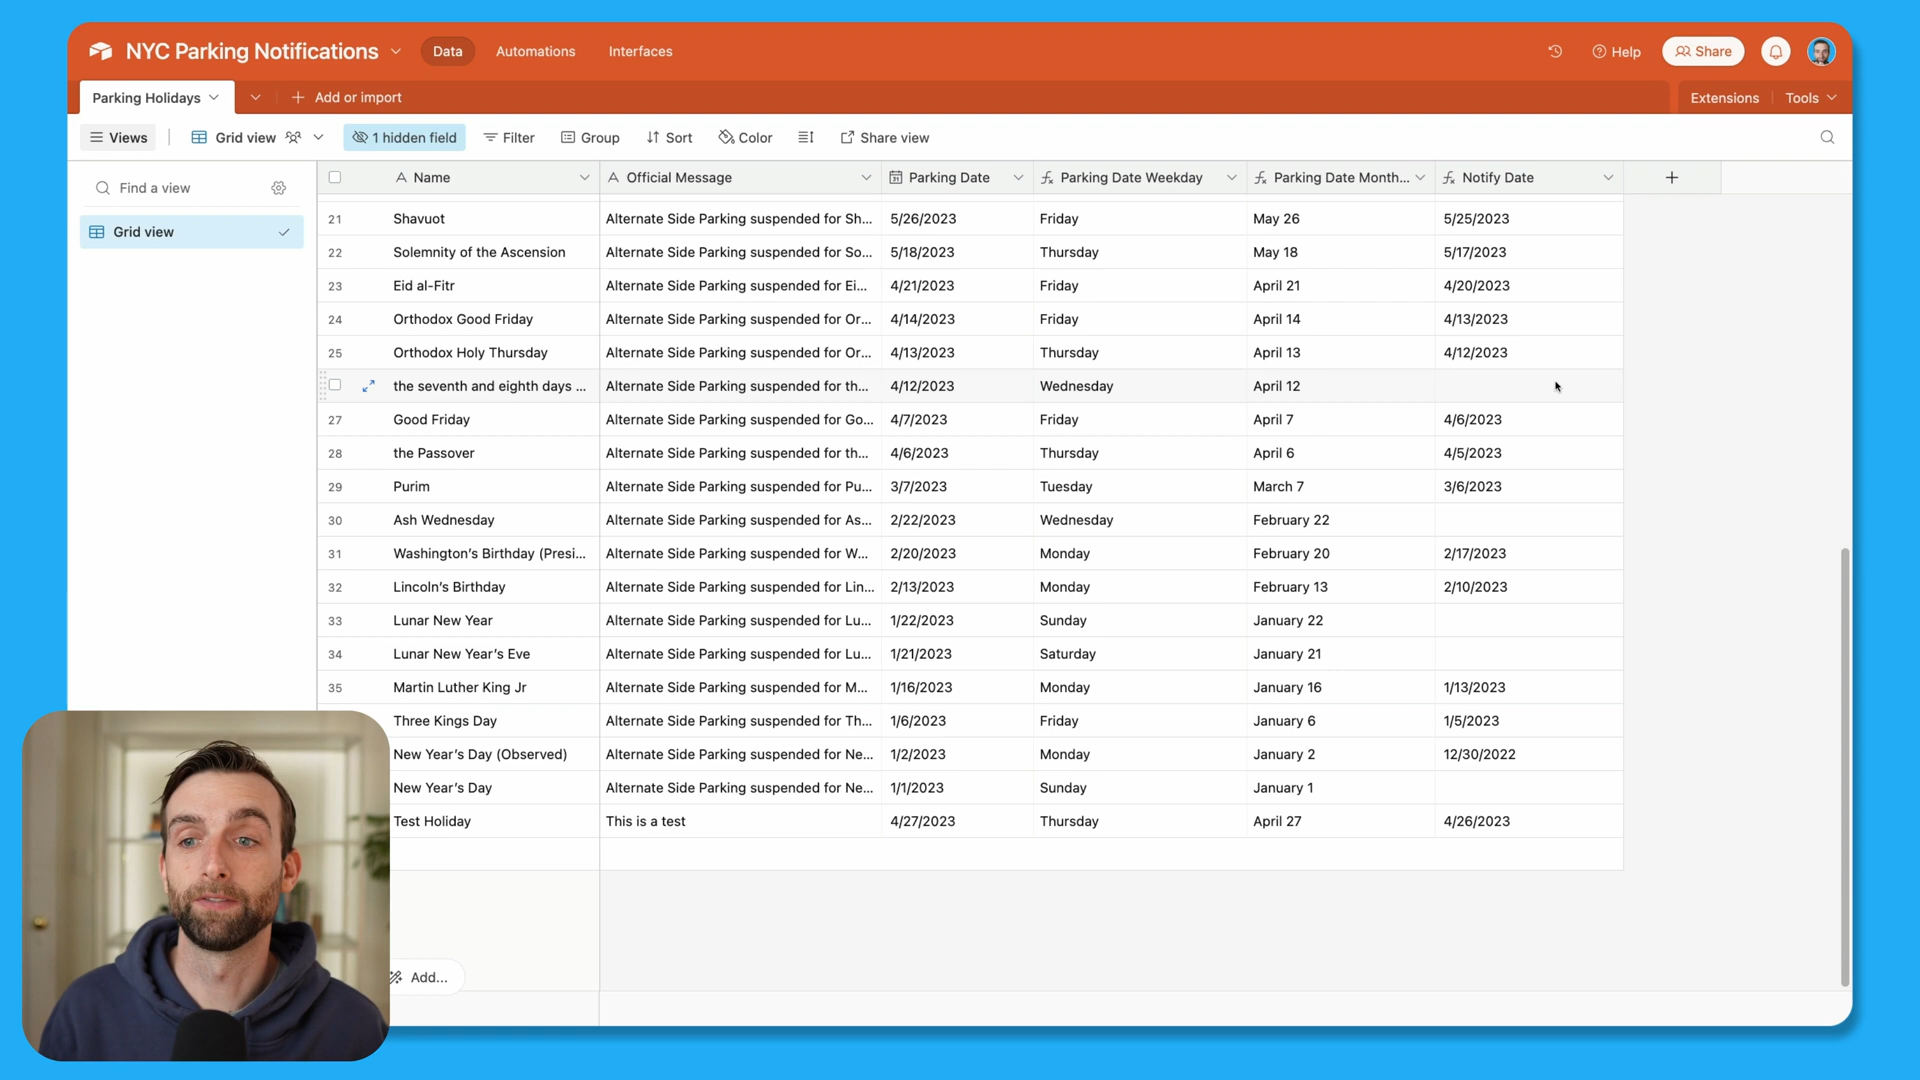 NYC Parking Notifications Data Automations Interfaces Help Share
Parking Holidays Add or import Extensions Tools
Views Grid view 1 hidden field Filter Group Sort Color Share view
Find a view
Grid view
Name Official Message Parking Date Parking Date Weekday Parking Date Month... Notify Date
21 Shavuot Alternate Side Parking suspended for Sh... 5/26/2023 Friday May 26 5/25/2023
22 Solemnity of the Ascension Alternate Side Parking suspended for So... 5/18/2023 Thursday May 18 5/17/2023
23 Eid al-Fitr Alternate Side Parking suspended for Ei... 4/21/2023 Friday April 21 4/20/2023
24 Orthodox Good Friday Alternate Side Parking suspended for Or... 4/14/2023 Friday April 14 4/13/2023
25 Orthodox Holy Thursday Alternate Side Parking suspended for Or... 4/13/2023 Thursday April 13 4/12/2023
the seventh and eighth days ... Alternate Side Parking suspended for th... 4/12/2023 Wednesday April 12
27 Good Friday Alternate Side Parking suspended for Go... 4/7/2023 Friday April 7 4/6/2023
28 the Passover Alternate Side Parking suspended for th... 4/6/2023 Thursday April 6 4/5/2023
29 Purim Alternate Side Parking suspended for Pu... 3/7/2023 Tuesday March 7 3/6/2023
30 Ash Wednesday Alternate Side Parking suspended for As... 2/22/2023 Wednesday February 22
31 Washington's Birthday (Presi... Alternate Side Parking suspended for W... 2/20/2023 Monday February 20 2/17/2023
32 Lincoln's Birthday Alternate Side Parking suspended for Lin... 2/13/2023 Monday February 13 2/10/2023
33 Lunar New Year Alternate Side Parking suspended for Lu... 1/22/2023 Sunday January 22
34 Lunar New Year's Eve Alternate Side Parking suspended for Lu... 1/21/2023 Saturday January 21
35 Martin Luther King Jr Alternate Side Parking suspended for M... 1/16/2023 Monday January 16 1/13/2023
Three Kings Day Alternate Side Parking suspended for Th... 1/6/2023 Friday January 6 1/5/2023
New Year's Day (Observed) Alternate Side Parking suspended for Ne... 1/2/2023 Monday January 2 12/30/2022
New Year's Day Alternate Side Parking suspended for Ne... 1/1/2023 Sunday January 1
Test Holiday This is a test 4/27/2023 Thursday April 27 4/26/2023
Add...